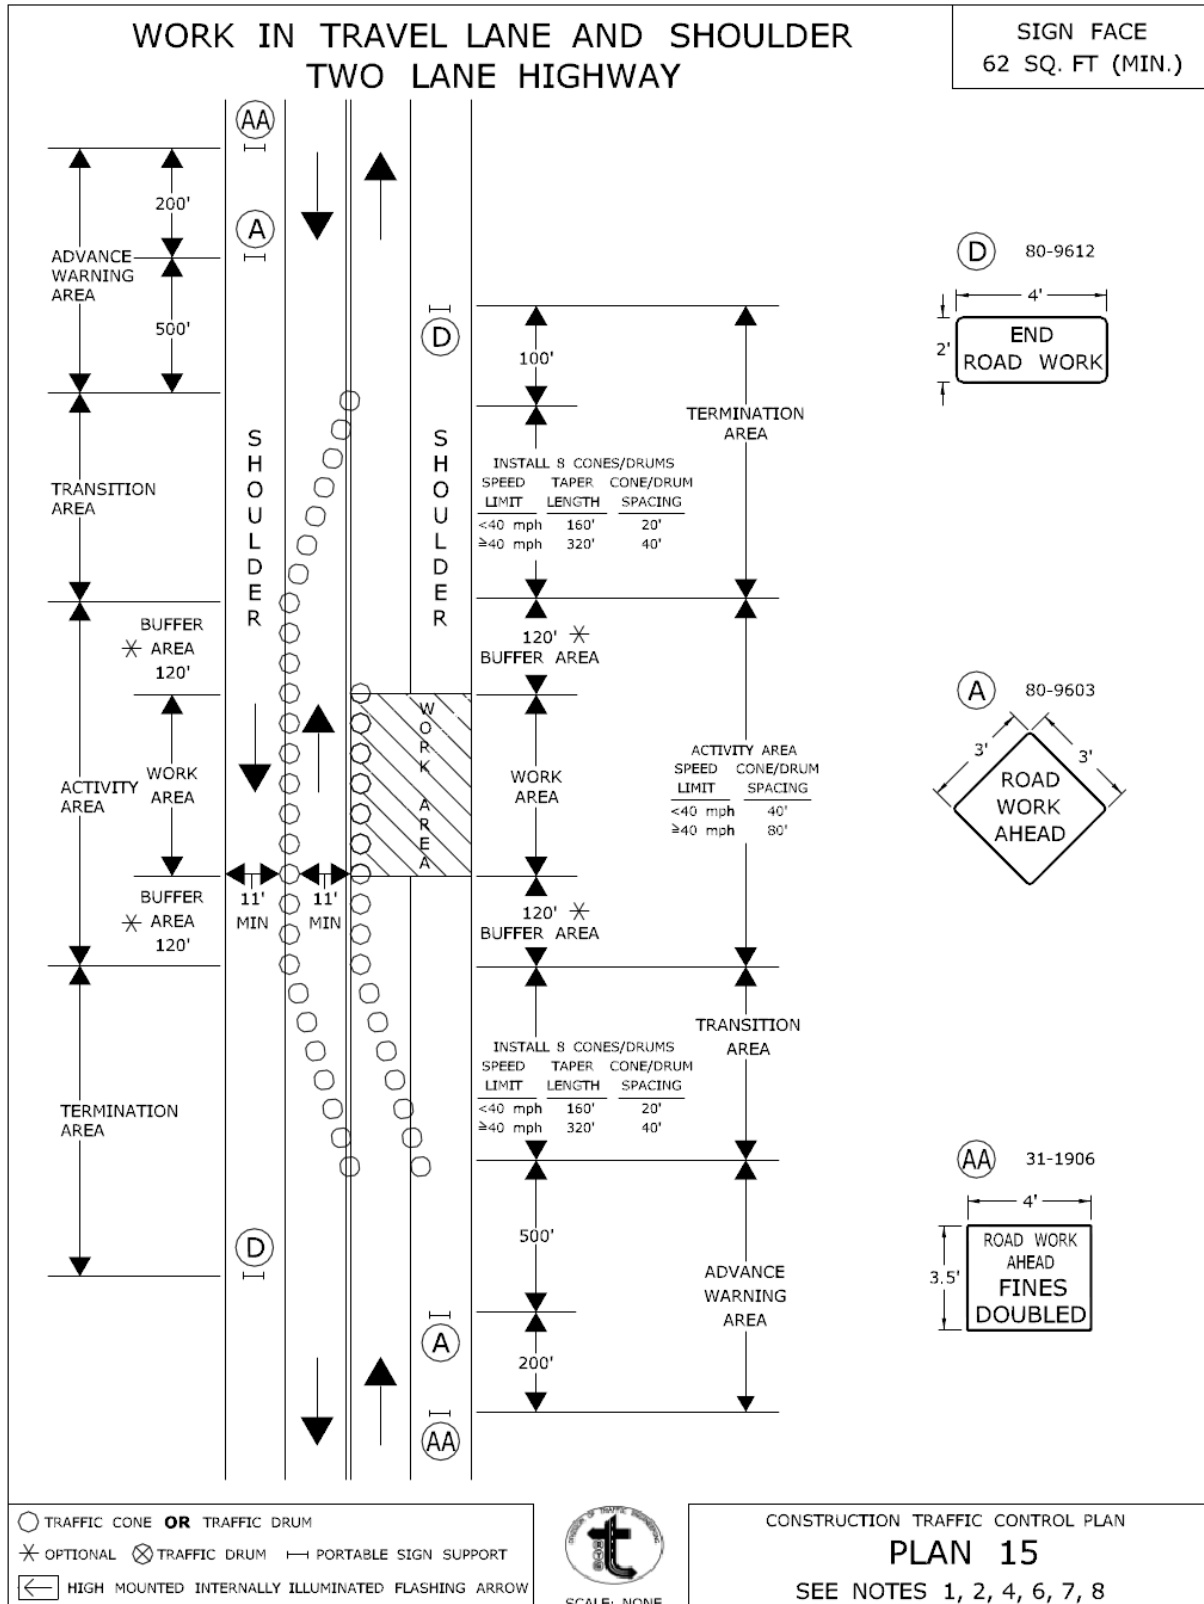 WORK IN TRAVEL LANE AND SHOULDER
TWO LANE HIGHWAY
SIGN FACE
62 SQ. FT (MIN.)
AA
200'
A
ADVANCE
WARNING
AREA
500'
D
100'
TERMINATION
AREA
SHOULDER
SHOULDER
TRANSITION
AREA
INSTALL 8 CONES/DRUMS
SPEED TAPER CONE/DRUM
LIMIT LENGTH SPACING
<40 mph 160' 20'
≥40 mph 320' 40'
BUFFER
* AREA
120'
120' *
BUFFER AREA
WORK AREA
ACTIVITY
AREA
WORK
AREA
WORK
AREA
ACTIVITY AREA
SPEED CONE/DRUM
LIMIT SPACING
<40 mph 40'
≥40 mph 80'
11'
MIN
11'
MIN
BUFFER
* AREA
120'
120' *
BUFFER AREA
TRANSITION
AREA
INSTALL 8 CONES/DRUMS
SPEED TAPER CONE/DRUM
LIMIT LENGTH SPACING
<40 mph 160' 20'
≥40 mph 320' 40'
TERMINATION
AREA
D
500'
ADVANCE
WARNING
AREA
A
200'
AA
D 80-9612
4'
2'
END
ROAD WORK
A 80-9603
3'
3'
ROAD
WORK
AHEAD
AA 31-1906
4'
3.5'
ROAD WORK
AHEAD
FINES
DOUBLED
TRAFFIC CONE OR TRAFFIC DRUM
* OPTIONAL TRAFFIC DRUM PORTABLE SIGN SUPPORT
HIGH MOUNTED INTERNALLY ILLUMINATED FLASHING ARROW
DIVISION OF TRAFFIC ENGINEERING
SCALE: NONE
CONSTRUCTION TRAFFIC CONTROL PLAN
PLAN 15
SEE NOTES 1, 2, 4, 6, 7, 8